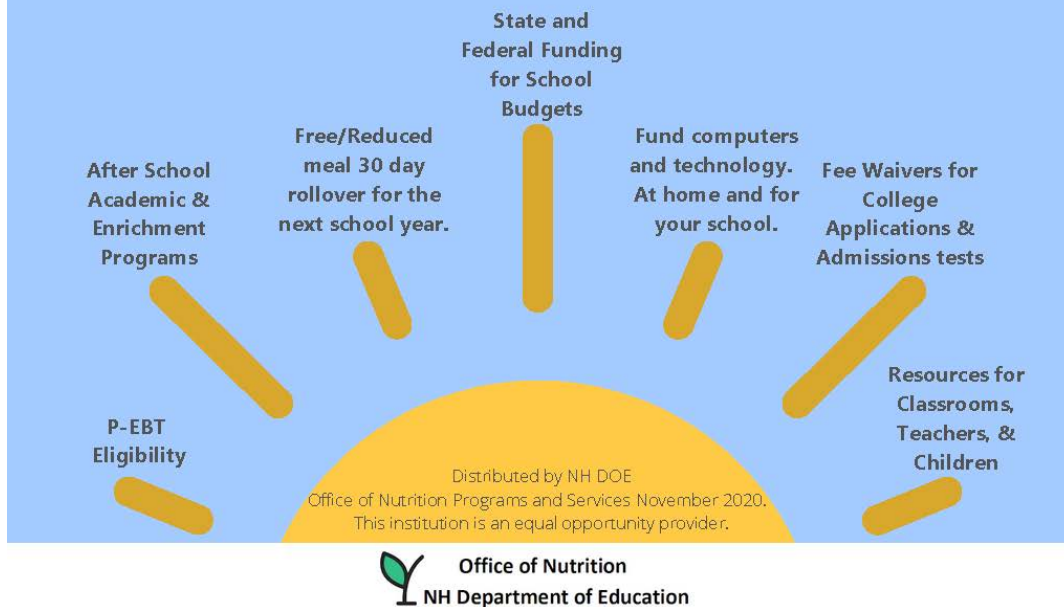 State and
Federal Funding
for School
Budgets
Free/Reduced
meal 30 day
rollover for the
next school year.
Fund computers
and technology.
At home and for
your school.
After School
Academic &
Enrichment
Programs
Fee Waivers for
College
Applications &
Admissions tests
P-EBT
Eligibility
Resources for
Classrooms,
Teachers, &
Children
Distributed by NH DOE
Office of Nutrition Programs and Services November 2020.
This institution is an equal opportunity provider.
Office of Nutrition
NH Department of Education